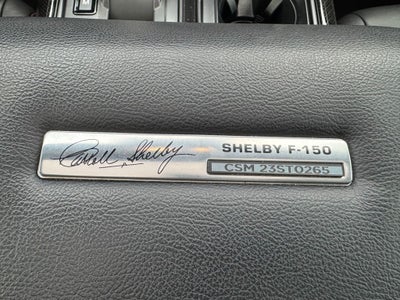 Carroll Shelby
SHELBY F-150
CSM 23ST0265